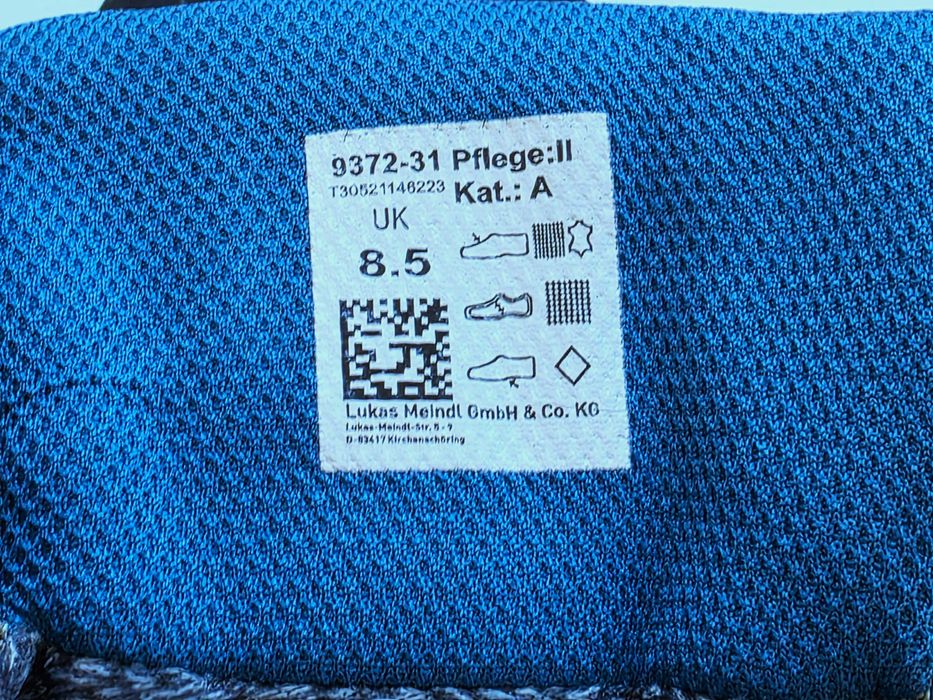 9372-31 Pflege:II
T30521146223 Kat.: A
UK
8.5
Lukas Meindl GmbH & Co. KG
Lukas-Meindl-Str. 5 - 9
D-83417 Kirchanschöring